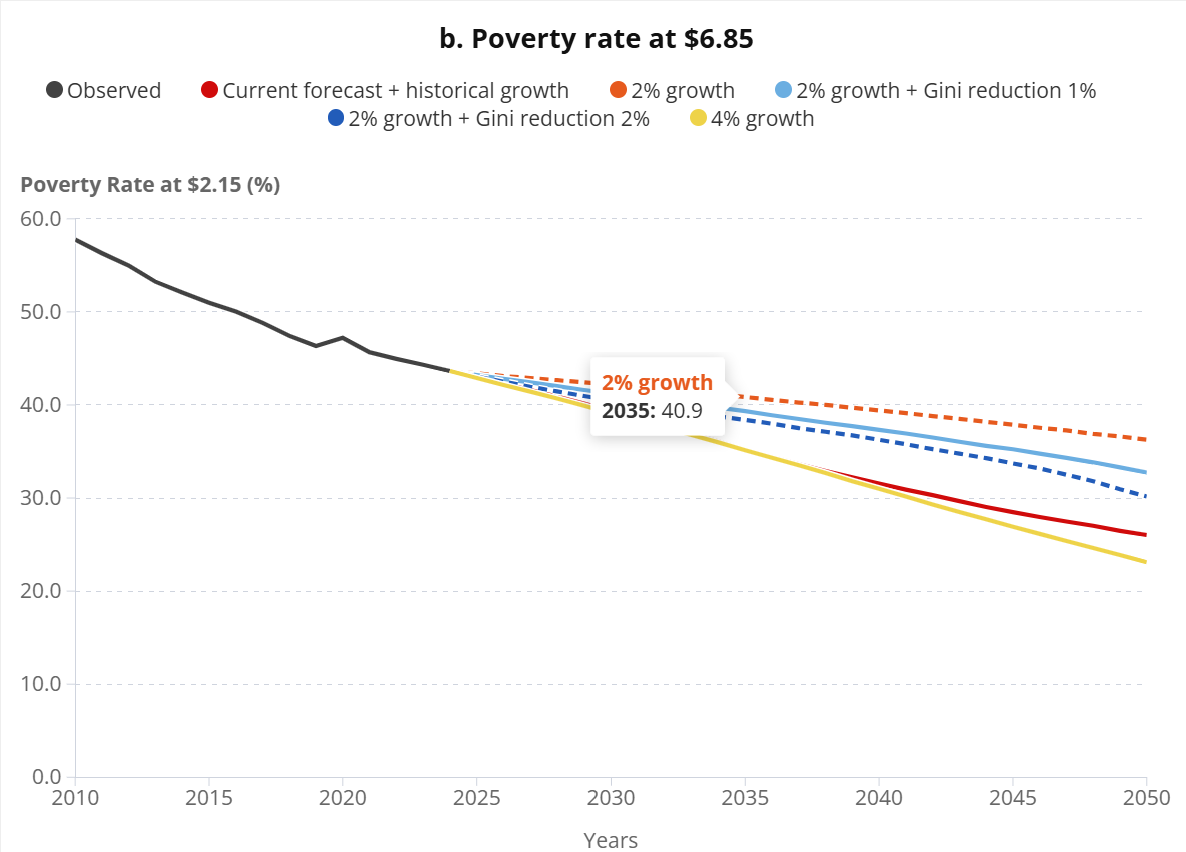 b. Poverty rate at $6.85
Observed Current forecast + historical growth 2% growth 2% growth + Gini reduction 1%
2% growth + Gini reduction 2% 4% growth
Poverty Rate at $2.15 (%)
60.0
50.0
40.0
30.0
20.0
10.0
0.0
2% growth
2035: 40.9
2010 2015 2020 2025 2030 2035 2040 2045 2050
Years